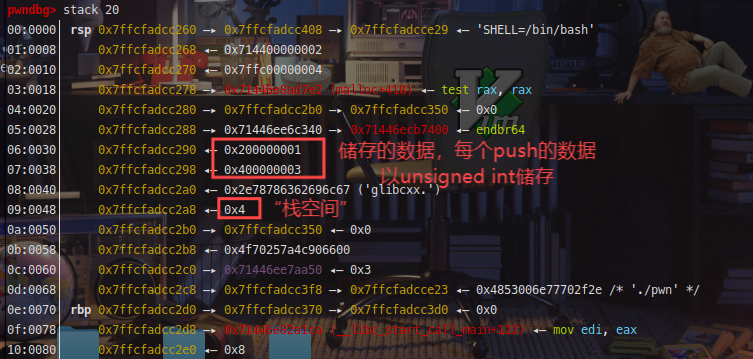 pwndbg> stack 20
00:0000│ rsp 0x7ffcfadcc260 —▸ 0x7ffcfadcc408 —▸ 0x7ffcfadcce29 ◂— 'SHELL=/bin/bash'
01:0008│ 0x7ffcfadcc268 ◂— 0x714400000002
02:0010│ 0x7ffcfadcc270 ◂— 0x7ffc00000004
03:0018│ 0x7ffcfadcc278 —▸ ◂— test rax, rax
04:0020│ 0x7ffcfadcc280 —▸ 0x7ffcfadcc2b0 —▸ 0x7ffcfadcc350 ◂— 0x0
05:0028│ 0x7ffcfadcc288 —▸ 0x71446ee6c340 —▸ 0x71446ecb7400 ◂— endbr64
06:0030│ 0x7ffcfadcc290 ◂— 0x200000001
储存的数据，每个push的数据
07:0038│ 0x7ffcfadcc298 ◂— 0x400000003
以unsigned int储存
08:0040│ 0x7ffcfadcc2a0 ◂— 0x2e78786362696c67 ('glibcxx.')
09:0048│ 0x7ffcfadcc2a8 ◂— 0x4 “栈空间”
0a:0050│ 0x7ffcfadcc2b0 —▸ 0x7ffcfadcc350 ◂— 0x0
0b:0058│ 0x7ffcfadcc2b8 ◂— 0x4f70257a4c906600
0c:0060│ 0x7ffcfadcc2c0 —▸ 0x71446ee7aa50 ◂— 0x3
0d:0068│ 0x7ffcfadcc2c8 —▸ 0x7ffcfadcc3f8 —▸ 0x7ffcfadcce23 ◂— 0x4853006e77702f2e /* './pwn' */
0e:0070│ rbp 0x7ffcfadcc2d0 —▸ 0x7ffcfadcc370 —▸ 0x7ffcfadcc3d0 ◂— 0x0
0f:0078│ 0x7ffcfadcc2d8 —▸ ◂— mov edi, eax
10:0080│ 0x7ffcfadcc2e0 ◂— 0x8